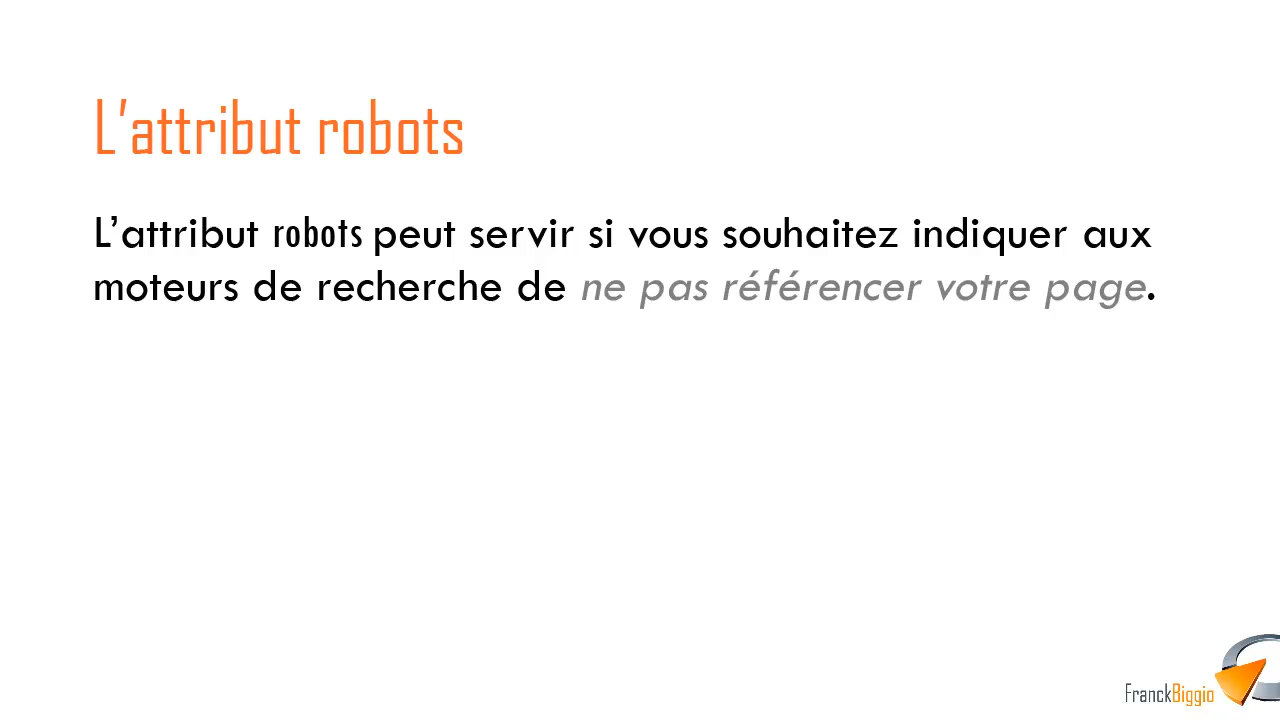 L’attribut robots
L’attribut robots peut servir si vous souhaitez indiquer aux
moteurs de recherche de ne pas référencer votre page.
FranckBiggio